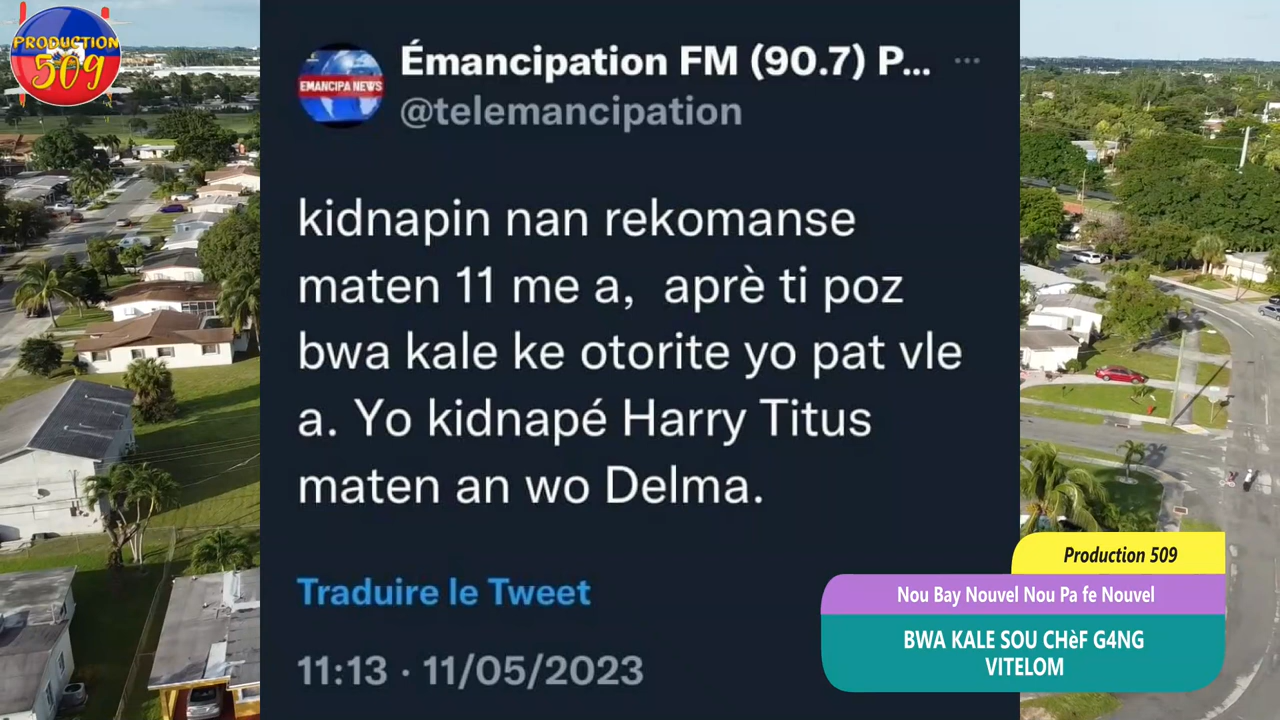 PRODUCTION
509
Émancipation FM (90.7) P...
EMANCIPA NEWS
@telemancipation
kidnapin nan rekomanse
maten 11 me a,  aprè ti poz
bwa kale ke otorite yo pat vle
a. Yo kidnapé Harry Titus
maten an wo Delma.
Traduire le Tweet
11:13 · 11/05/2023
Production 509
Nou Bay Nouvel Nou Pa fe Nouvel
BWA KALE SOU CHèF G4NG
VITELOM